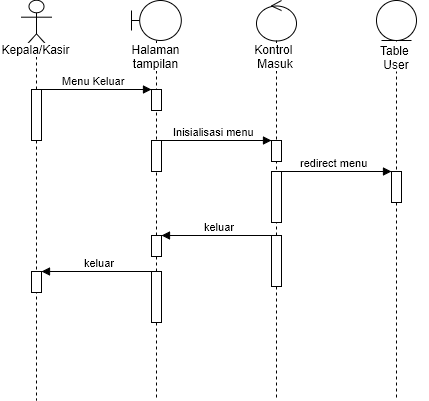 Kepala/Kasir
Halaman
tampilan
Kontrol
Masuk
Table
User
Menu Keluar
Inisialisasi menu
redirect menu
keluar
keluar